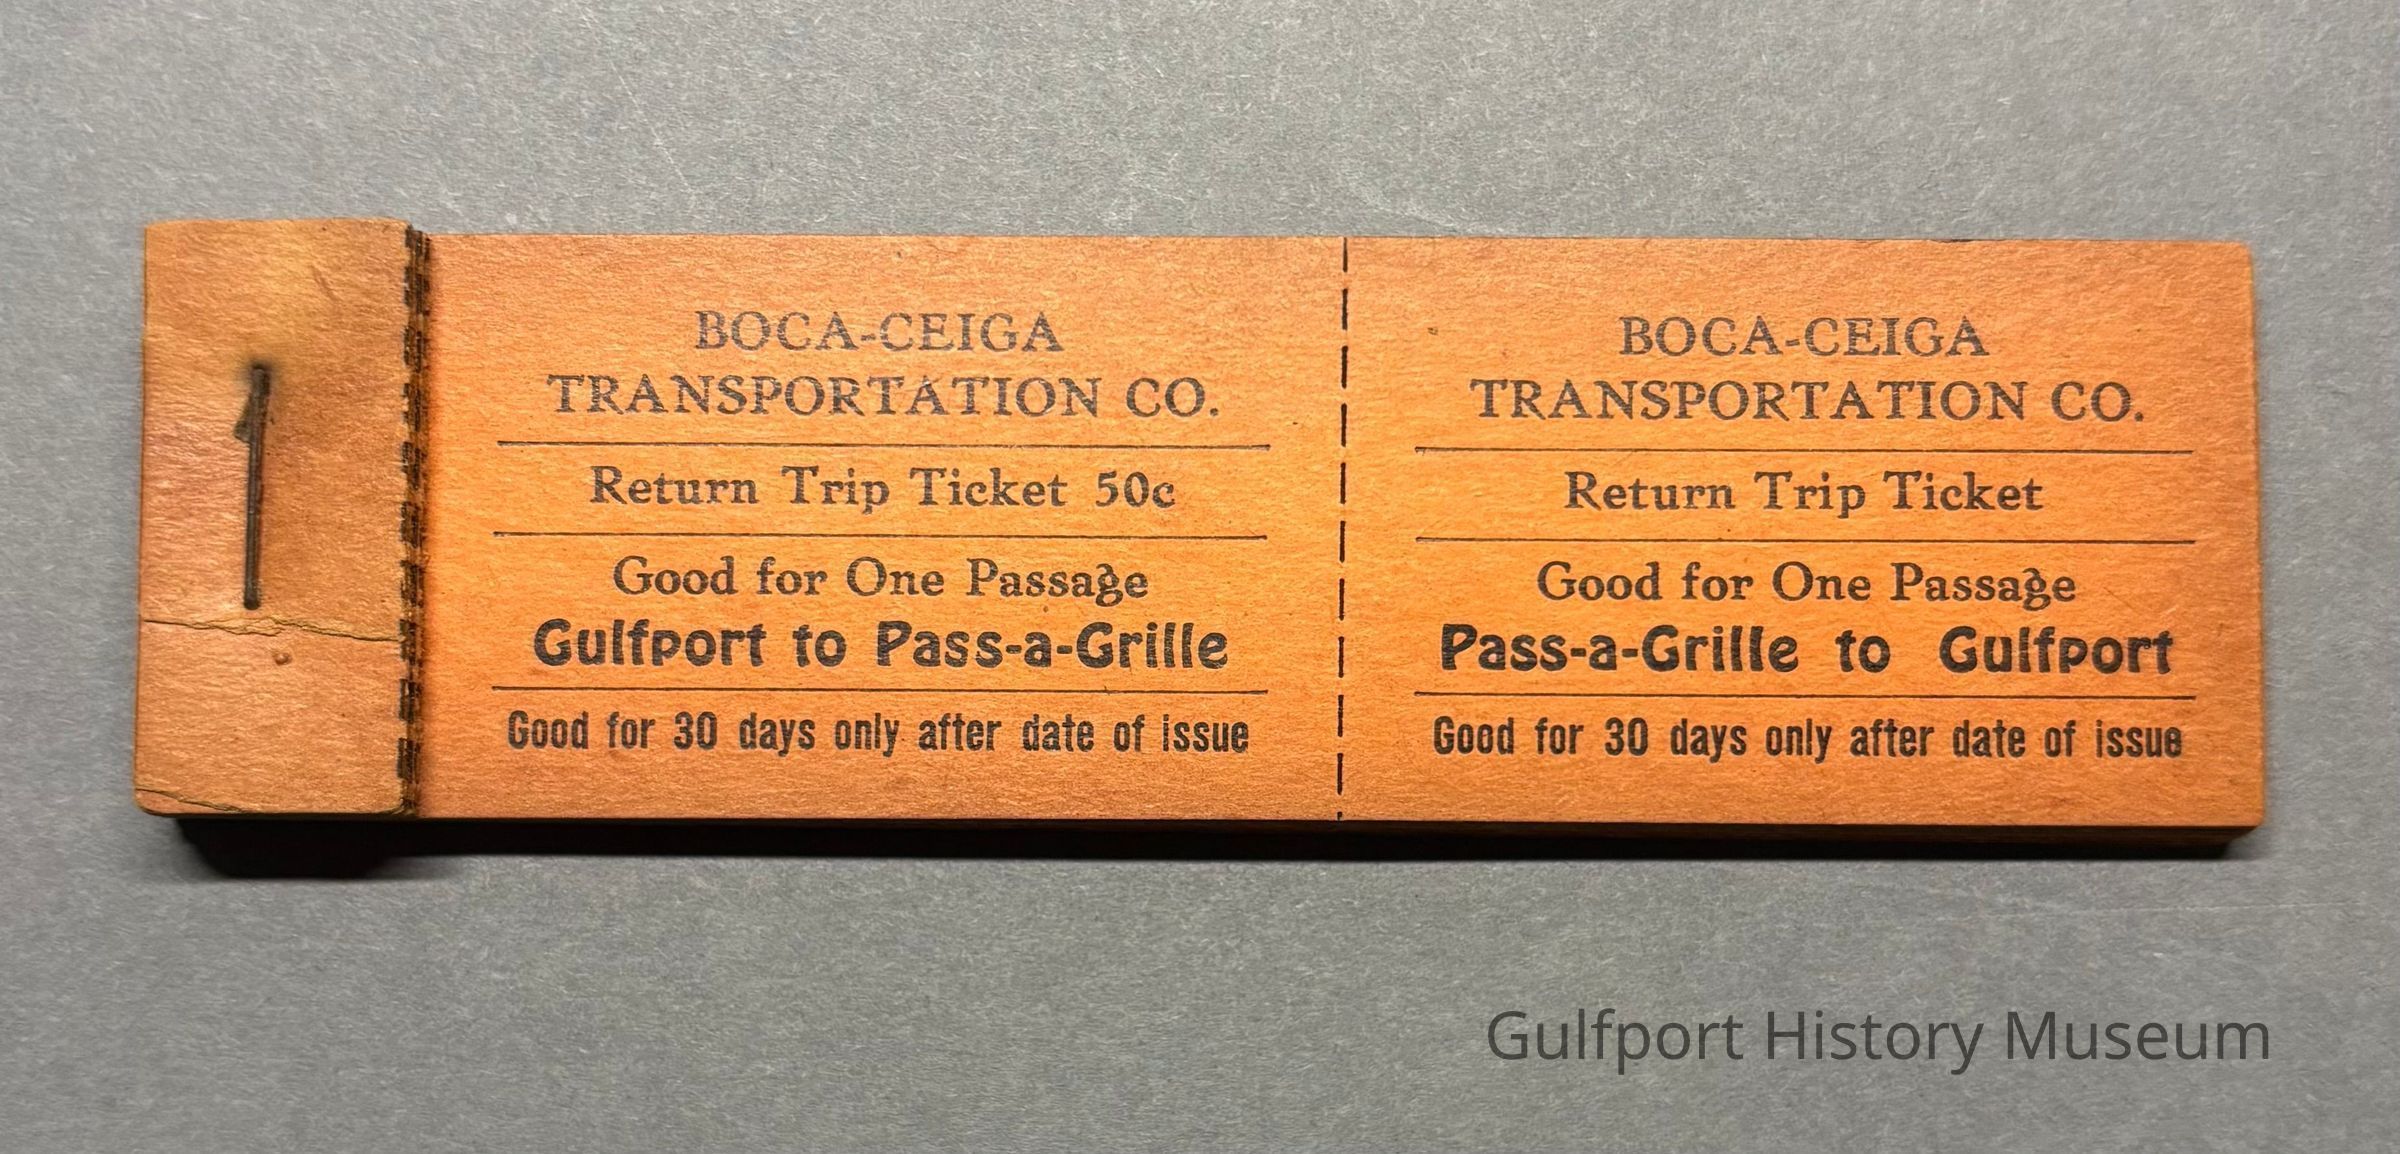 BOCA-CEIGA
TRANSPORTATION CO.
Return Trip Ticket 50c
Good for One Passage
Gulfport to Pass-a-Grille
Good for 30 days only after date of issue
BOCA-CEIGA
TRANSPORTATION CO.
Return Trip Ticket
Good for One Passage
Pass-a-Grille to Gulfport
Good for 30 days only after date of issue
Gulfport History Museum